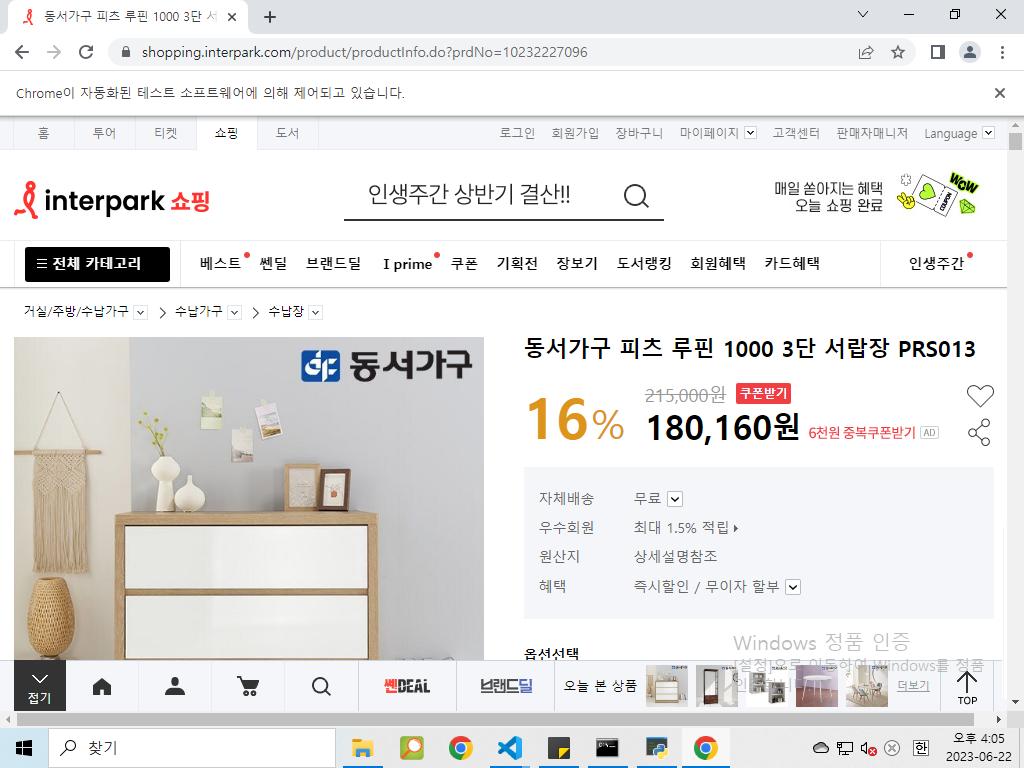 동서가구 피츠 루핀 1000 3단 서
shopping.interpark.com/product/productInfo.do?prdNo=10232227096
Chrome이 자동화된 테스트 소프트웨어에 의해 제어되고 있습니다.
홈 투어 티켓 쇼핑 도서 로그인 회원가입 장바구니 마이페이지 고객센터 판매자매니저 Language
interpark 쇼핑
인생주간 상반기 결산!!
매일 쏟아지는 혜택
오늘 쇼핑 완료
WOW
COUPON
전체 카테고리 베스트 쎈딜 브랜드딜 I prime 쿠폰 기획전 장보기 도서랭킹 회원혜택 카드혜택 인생주간
거실/주방/수납가구 수납가구 수납장
동서가구
동서가구 피츠 루핀 1000 3단 서랍장 PRS013
16% 215,000원 쿠폰받기
180,160원 6천원 중복쿠폰받기 AD
자체배송 무료
우수회원 최대 1.5% 적립
원산지 상세설명참조
혜택 즉시할인 / 무이자 할부
옵션선택
Windows 정품 인증
[설정]으로 이동하여 Windows를 정품
접기
쎈DEAL
브랜드딜
오늘 본 상품
더보기
TOP
찾기
한
오후 4:05
2023-06-22